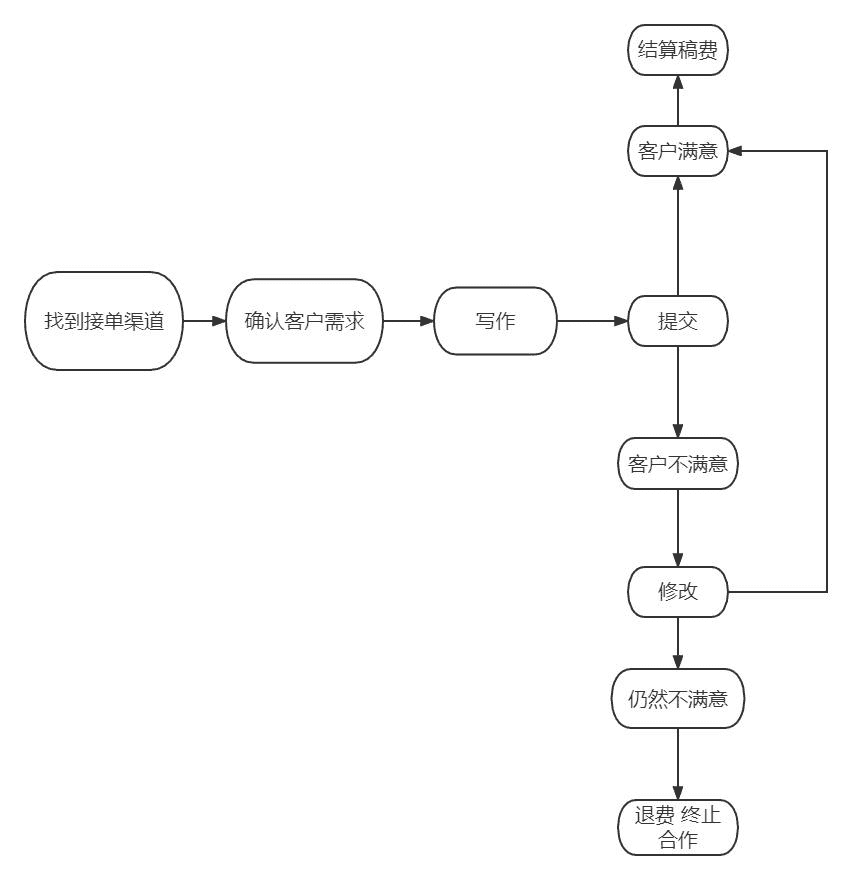 结算稿费
客户满意
找到接单渠道
确认客户需求
写作
提交
客户不满意
修改
仍然不满意
退费 终止
合作